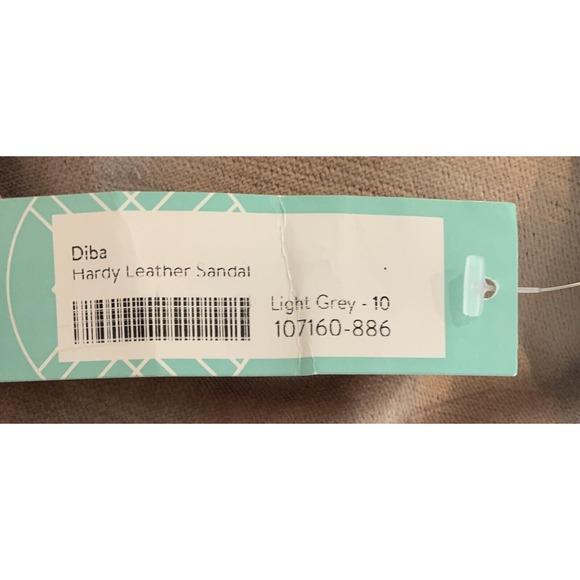 Diba
Hardy Leather Sandal
Light Grey - 10
107160-886